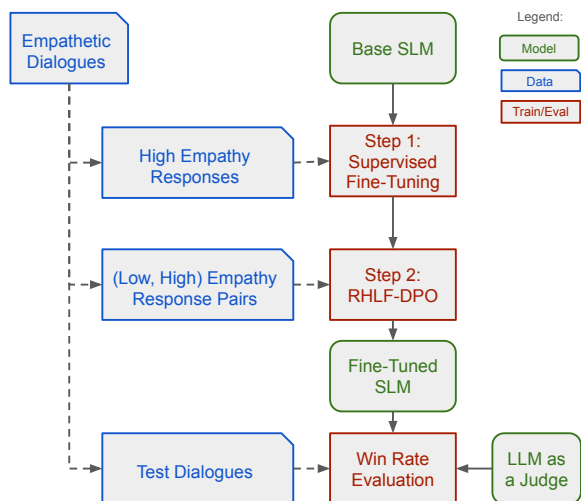 Empathetic
Dialogues
Base SLM
Legend:
Model
Data
Train/Eval
High Empathy
Responses
Step 1:
Supervised
Fine-Tuning
(Low, High) Empathy
Response Pairs
Step 2:
RHLF-DPO
Fine-Tuned
SLM
Test Dialogues
Win Rate
Evaluation
LLM as
a Judge